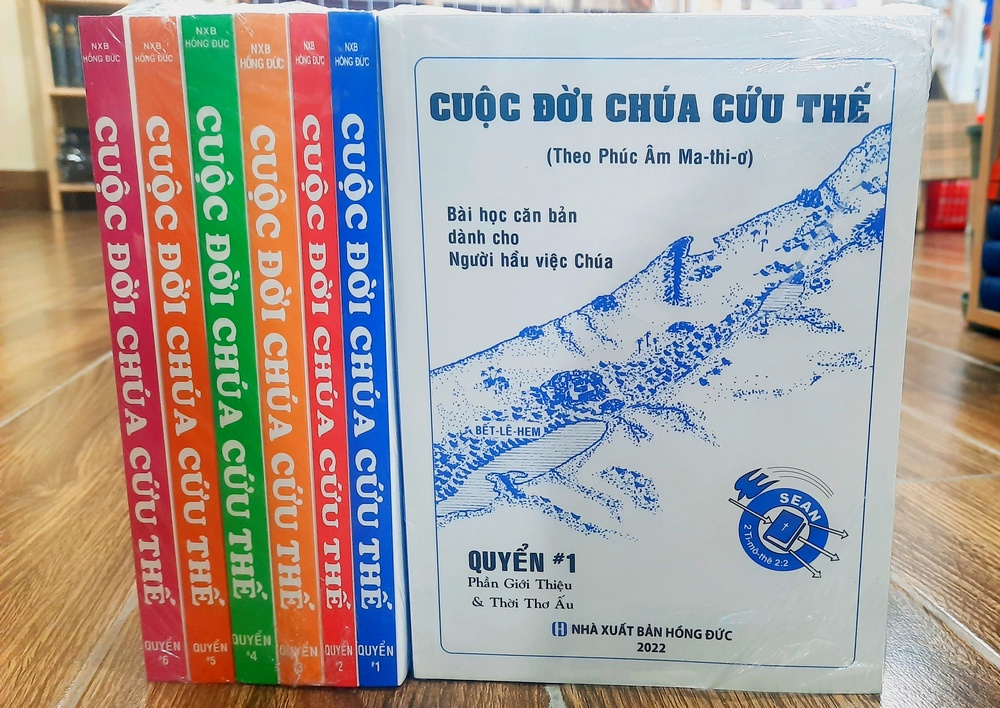 NXB
HỒNG ĐỨC
CUỘC ĐỜI CHÚA CỨU THẾ
QUYỂN
#6
NXB
HỒNG ĐỨC
CUỘC ĐỜI CHÚA CỨU THẾ
QUYỂN
#5
NXB
HỒNG ĐỨC
CUỘC ĐỜI CHÚA CỨU THẾ
QUYỂN
#4
NXB
HỒNG ĐỨC
CUỘC ĐỜI CHÚA CỨU THẾ
QUYỂN
#3
NXB
HỒNG ĐỨC
CUỘC ĐỜI CHÚA CỨU THẾ
QUYỂN
#2
NXB
HỒNG ĐỨC
CUỘC ĐỜI CHÚA CỨU THẾ
QUYỂN
#1
CUỘC ĐỜI CHÚA CỨU THẾ
(Theo Phúc Âm Ma-thi-ơ)
Bài học căn bản
dành cho
Người hầu việc Chúa
BẾT-LÊ-HEM
SEAN
2 Ti-mô-thê 2:2
QUYỂN #1
Phần Giới Thiệu
& Thời Thơ Ấu
NHÀ XUẤT BẢN HỒNG ĐỨC
2022